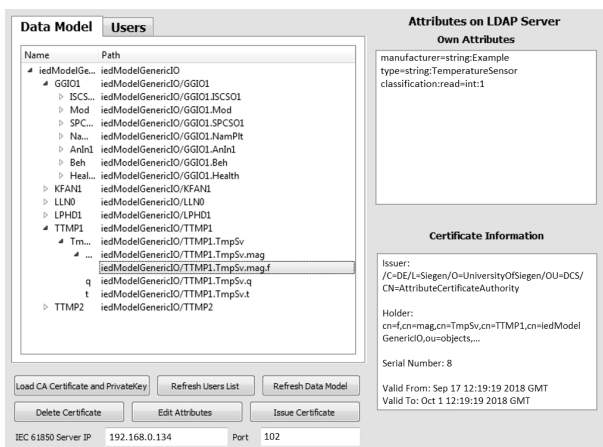 Data Model Users
Name Path
iedModelGe... iedModelGenericIO
GGIO1 iedModelGenericIO/GGIO1
ISCS... iedModelGenericIO/GGIO1.ISCSO1
Mod iedModelGenericIO/GGIO1.Mod
SPC... iedModelGenericIO/GGIO1.SPCSO1
Na... iedModelGenericIO/GGIO1.NamPlt
AnIn1 iedModelGenericIO/GGIO1.AnIn1
Beh iedModelGenericIO/GGIO1.Beh
Heal... iedModelGenericIO/GGIO1.Health
KFAN1 iedModelGenericIO/KFAN1
LLN0 iedModelGenericIO/LLN0
LPHD1 iedModelGenericIO/LPHD1
TTMP1 iedModelGenericIO/TTMP1
Tm... iedModelGenericIO/TTMP1.TmpSv
... iedModelGenericIO/TTMP1.TmpSv.mag
iedModelGenericIO/TTMP1.TmpSv.mag.f
q iedModelGenericIO/TTMP1.TmpSv.q
t iedModelGenericIO/TTMP1.TmpSv.t
TTMP2 iedModelGenericIO/TTMP2
Load CA Certificate and PrivateKey Refresh Users List Refresh Data Model
Delete Certificate Edit Attributes Issue Certificate
IEC 61850 Server IP 192.168.0.134 Port 102
Attributes on LDAP Server
Own Attributes
manufacturer=string:Example
type=string:TemperatureSensor
classification:read=int:1
Certificate Information
Issuer:
/C=DE/L=Siegen/O=UniversityOfSiegen/OU=DCS/
CN=AttributeCertificateAuthority
Holder:
cn=f,cn=mag,cn=TmpSv,cn=TTMP1,cn=iedModel
GenericIO,ou=objects,...
Serial Number: 8
Valid From: Sep 17 12:19:19 2018 GMT
Valid To: Oct 1 12:19:19 2018 GMT